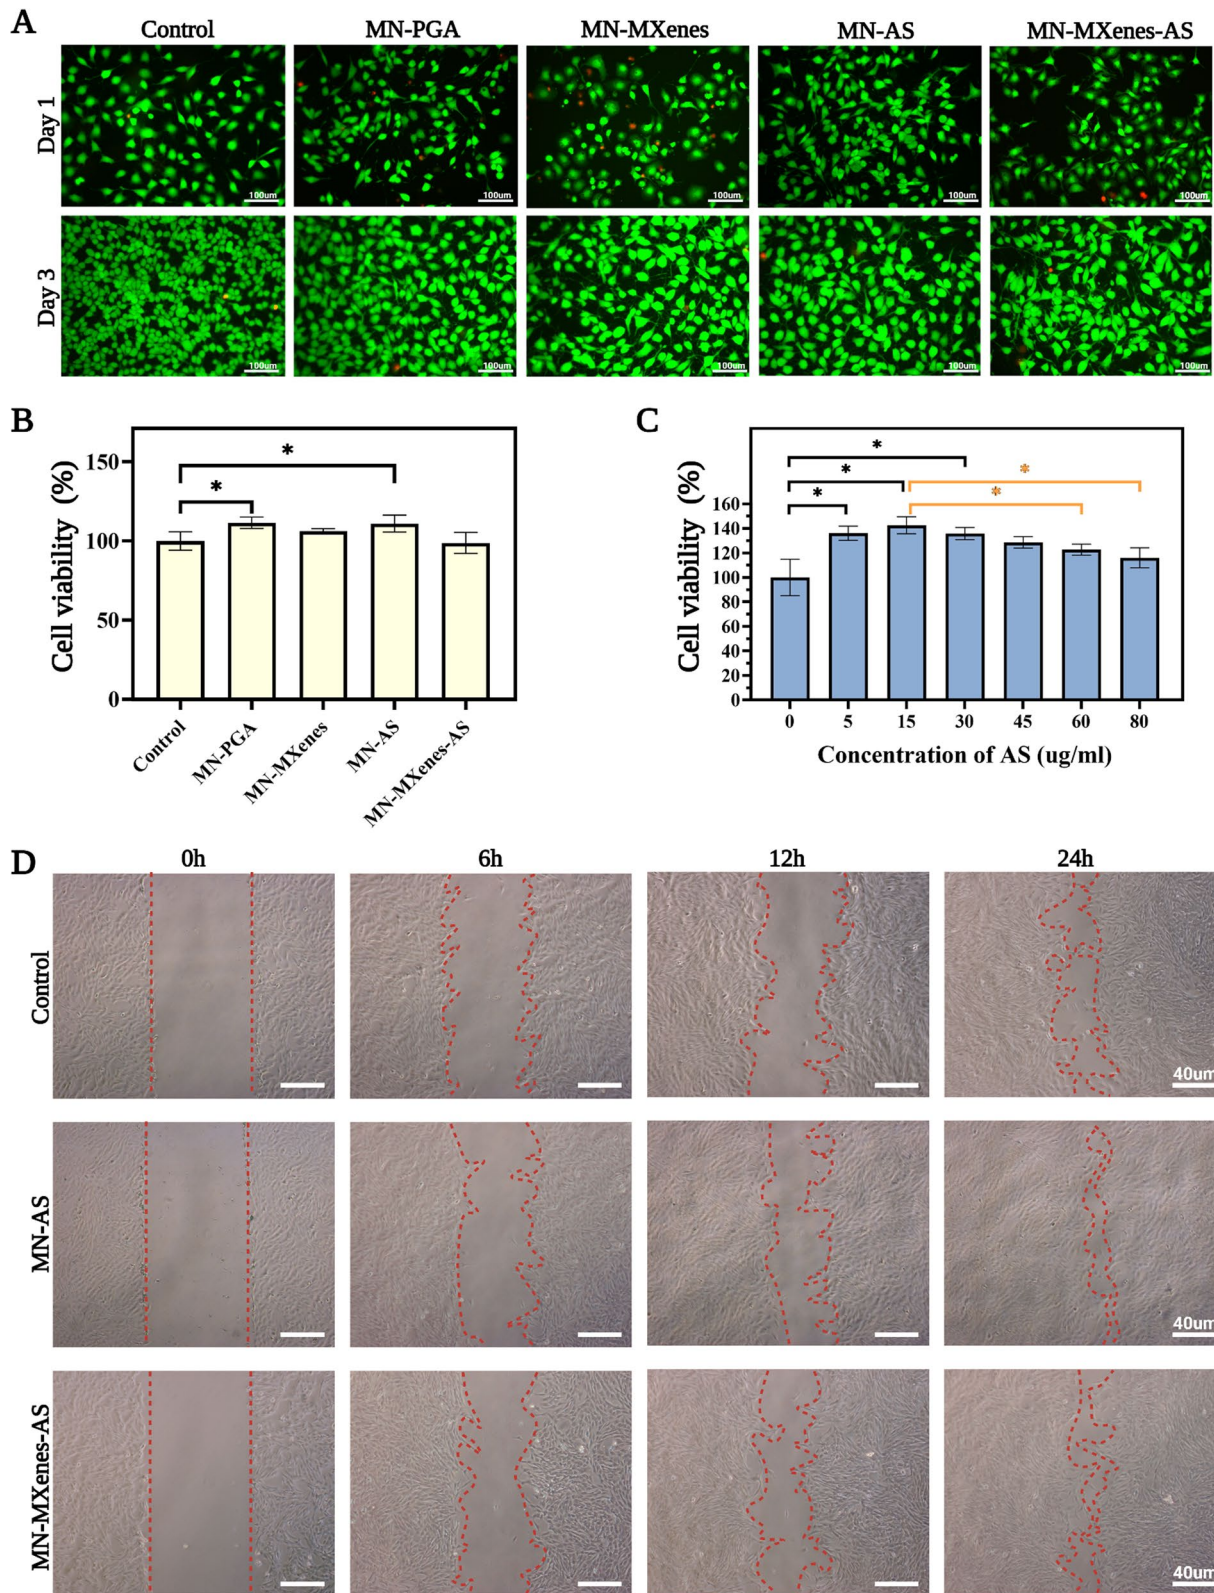 A
Control MN-PGA MN-MXenes MN-AS MN-MXenes-AS
Day 1
100um 100um 100um 100um 100um
Day 3
100um 100um 100um 100um 100um
B
Cell viability (%)
150
100
50
0
* *
Control MN-PGA MN-MXenes MN-AS MN-MXenes-AS
C
Cell viability (%)
160
140
120
100
80
60
40
20
0
* * * * *
0 5 15 30 45 60 80
Concentration of AS (ug/ml)
D
0h 6h 12h 24h
Control
40um
MN-AS
40um
MN-MXenes-AS
40um